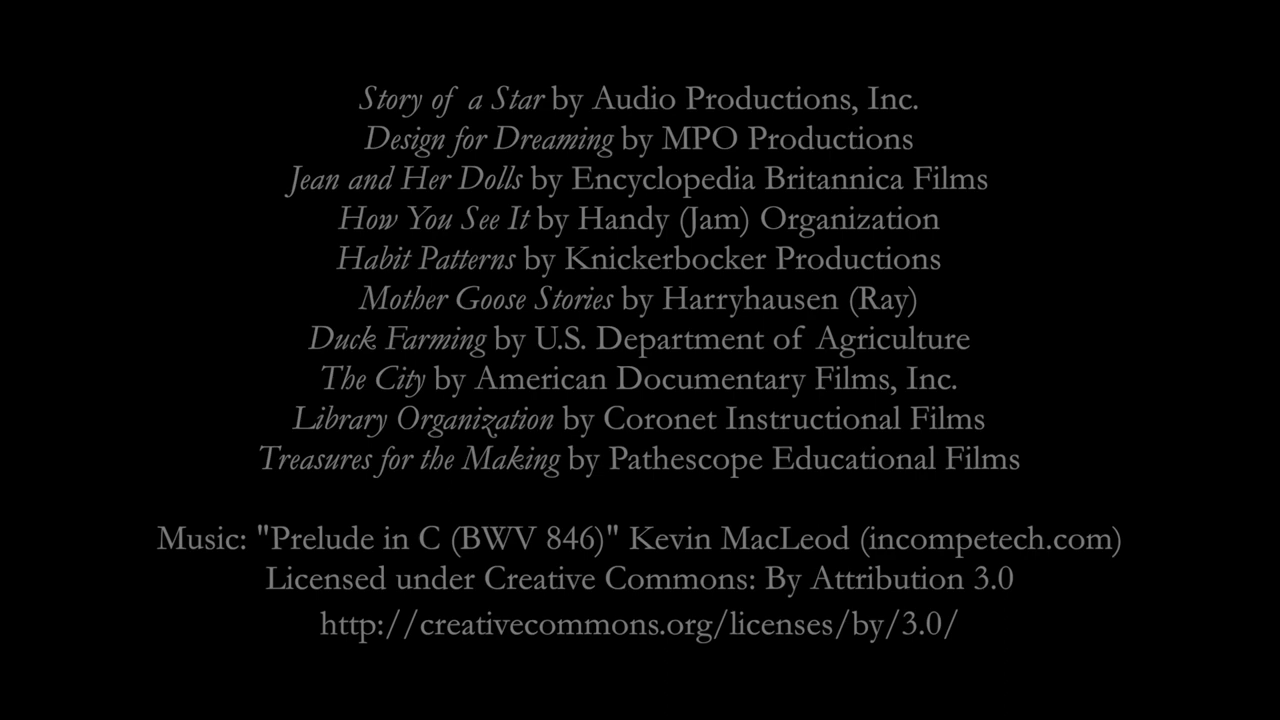 Story of a Star by Audio Productions, Inc.
Design for Dreaming by MPO Productions
Jean and Her Dolls by Encyclopedia Britannica Films
How You See It by Handy (Jam) Organization
Habit Patterns by Knickerbocker Productions
Mother Goose Stories by Harryhausen (Ray)
Duck Farming by U.S. Department of Agriculture
The City by American Documentary Films, Inc.
Library Organization by Coronet Instructional Films
Treasures for the Making by Pathescope Educational Films
Music: "Prelude in C (BWV 846)" Kevin MacLeod (incompetech.com)
Licensed under Creative Commons: By Attribution 3.0
http://creativecommons.org/licenses/by/3.0/